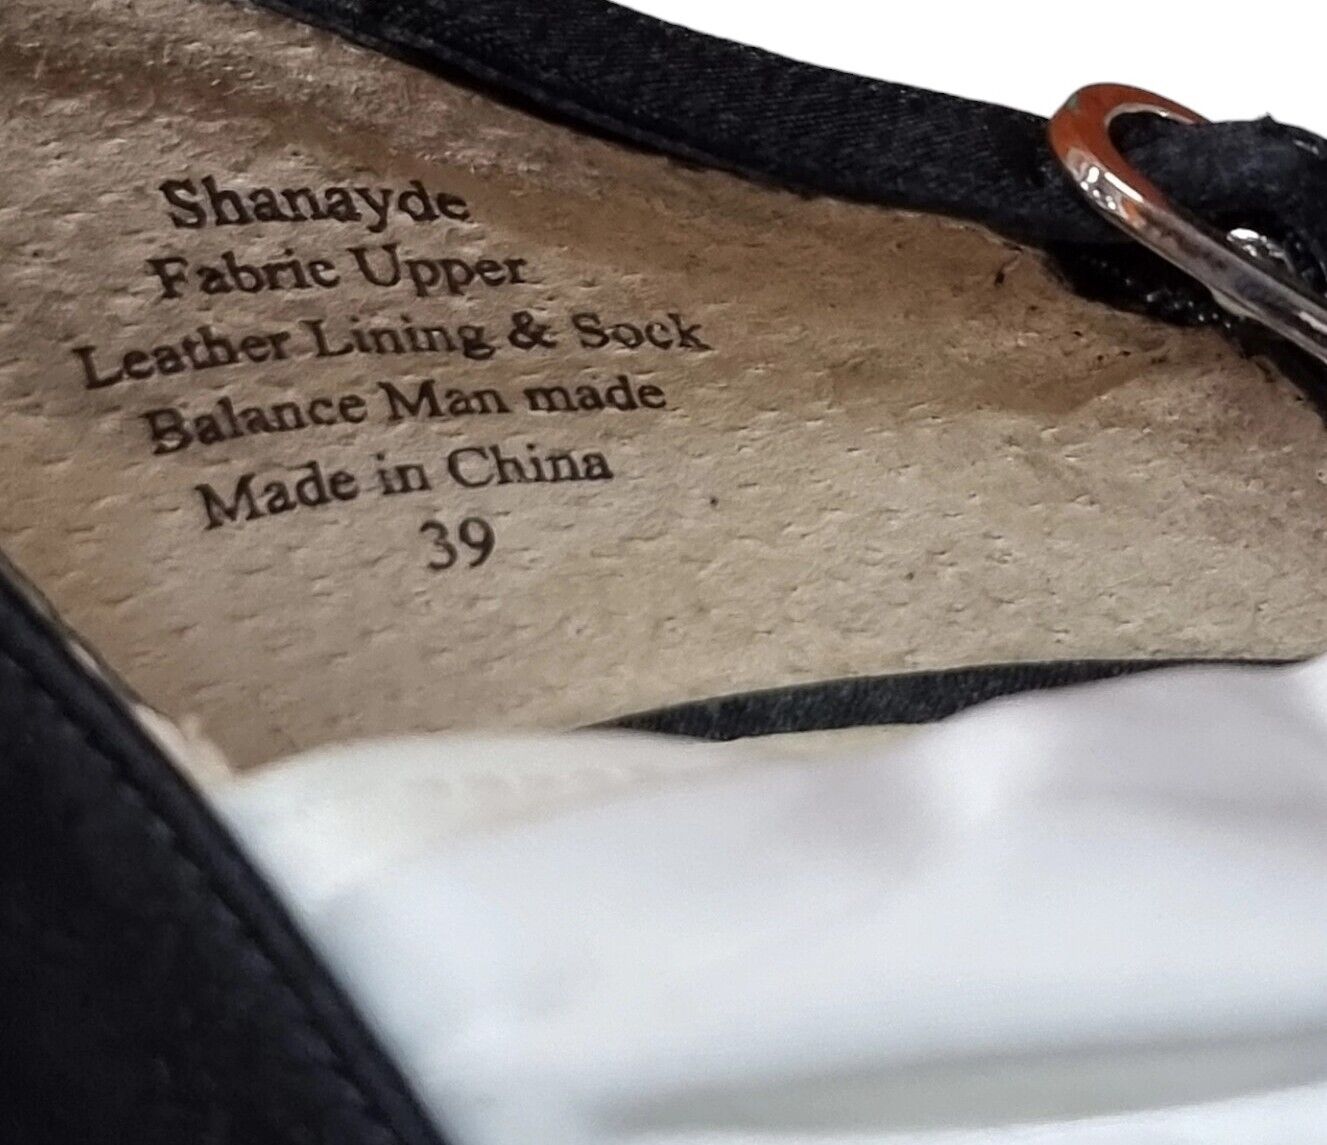 Shanayde
Fabric Upper
Leather Lining & Sock
Balance Man made
Made in China
39